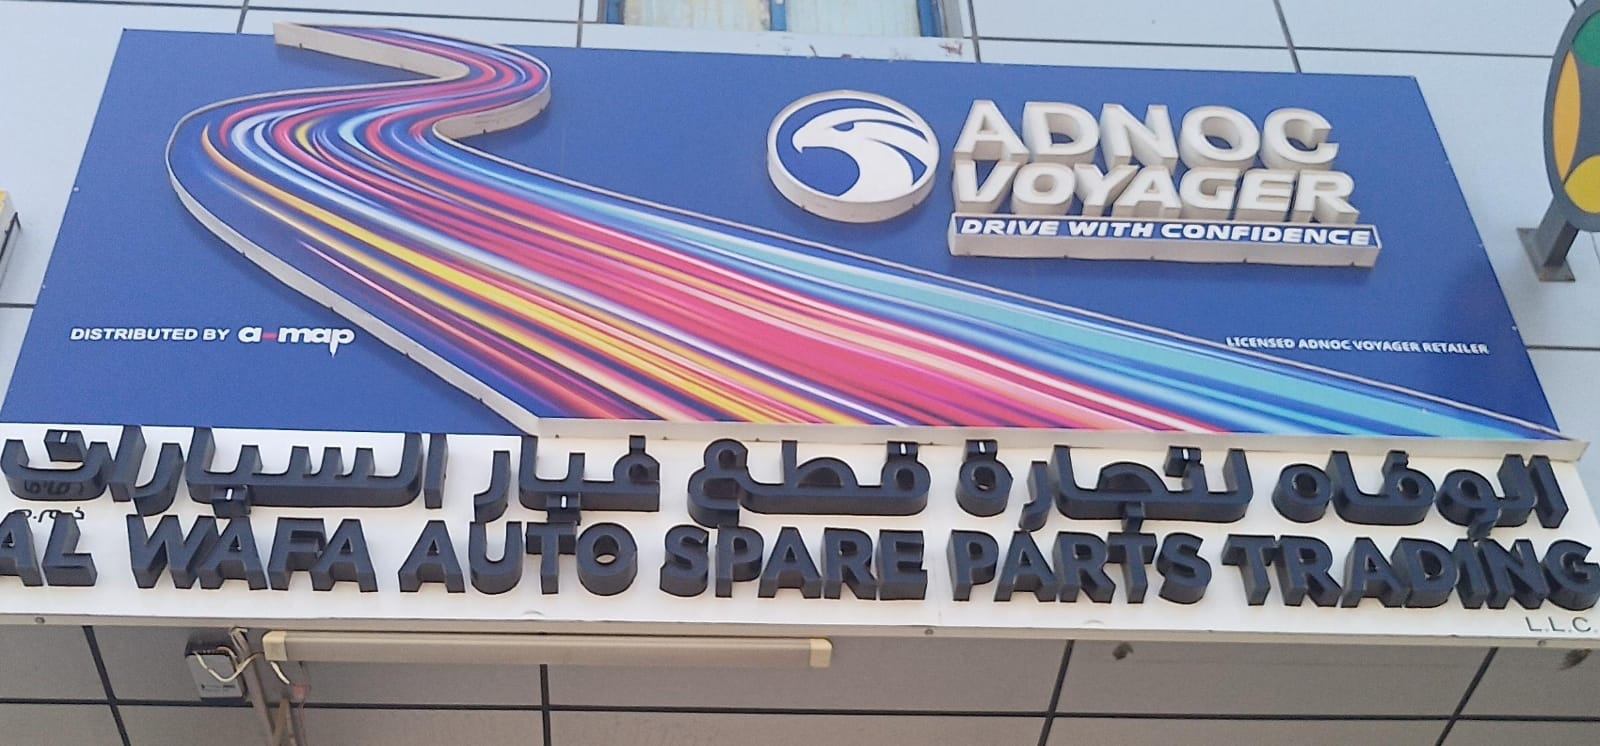 ADNOC
VOYAGER
DRIVE WITH CONFIDENCE
DISTRIBUTED BY a-map
LICENSED ADNOC VOYAGER RETAILER
الوفاه لتجارة قطع غيار السيارات
ذ.م.م
AL WAFA AUTO SPARE PARTS TRADING
L.L.C.